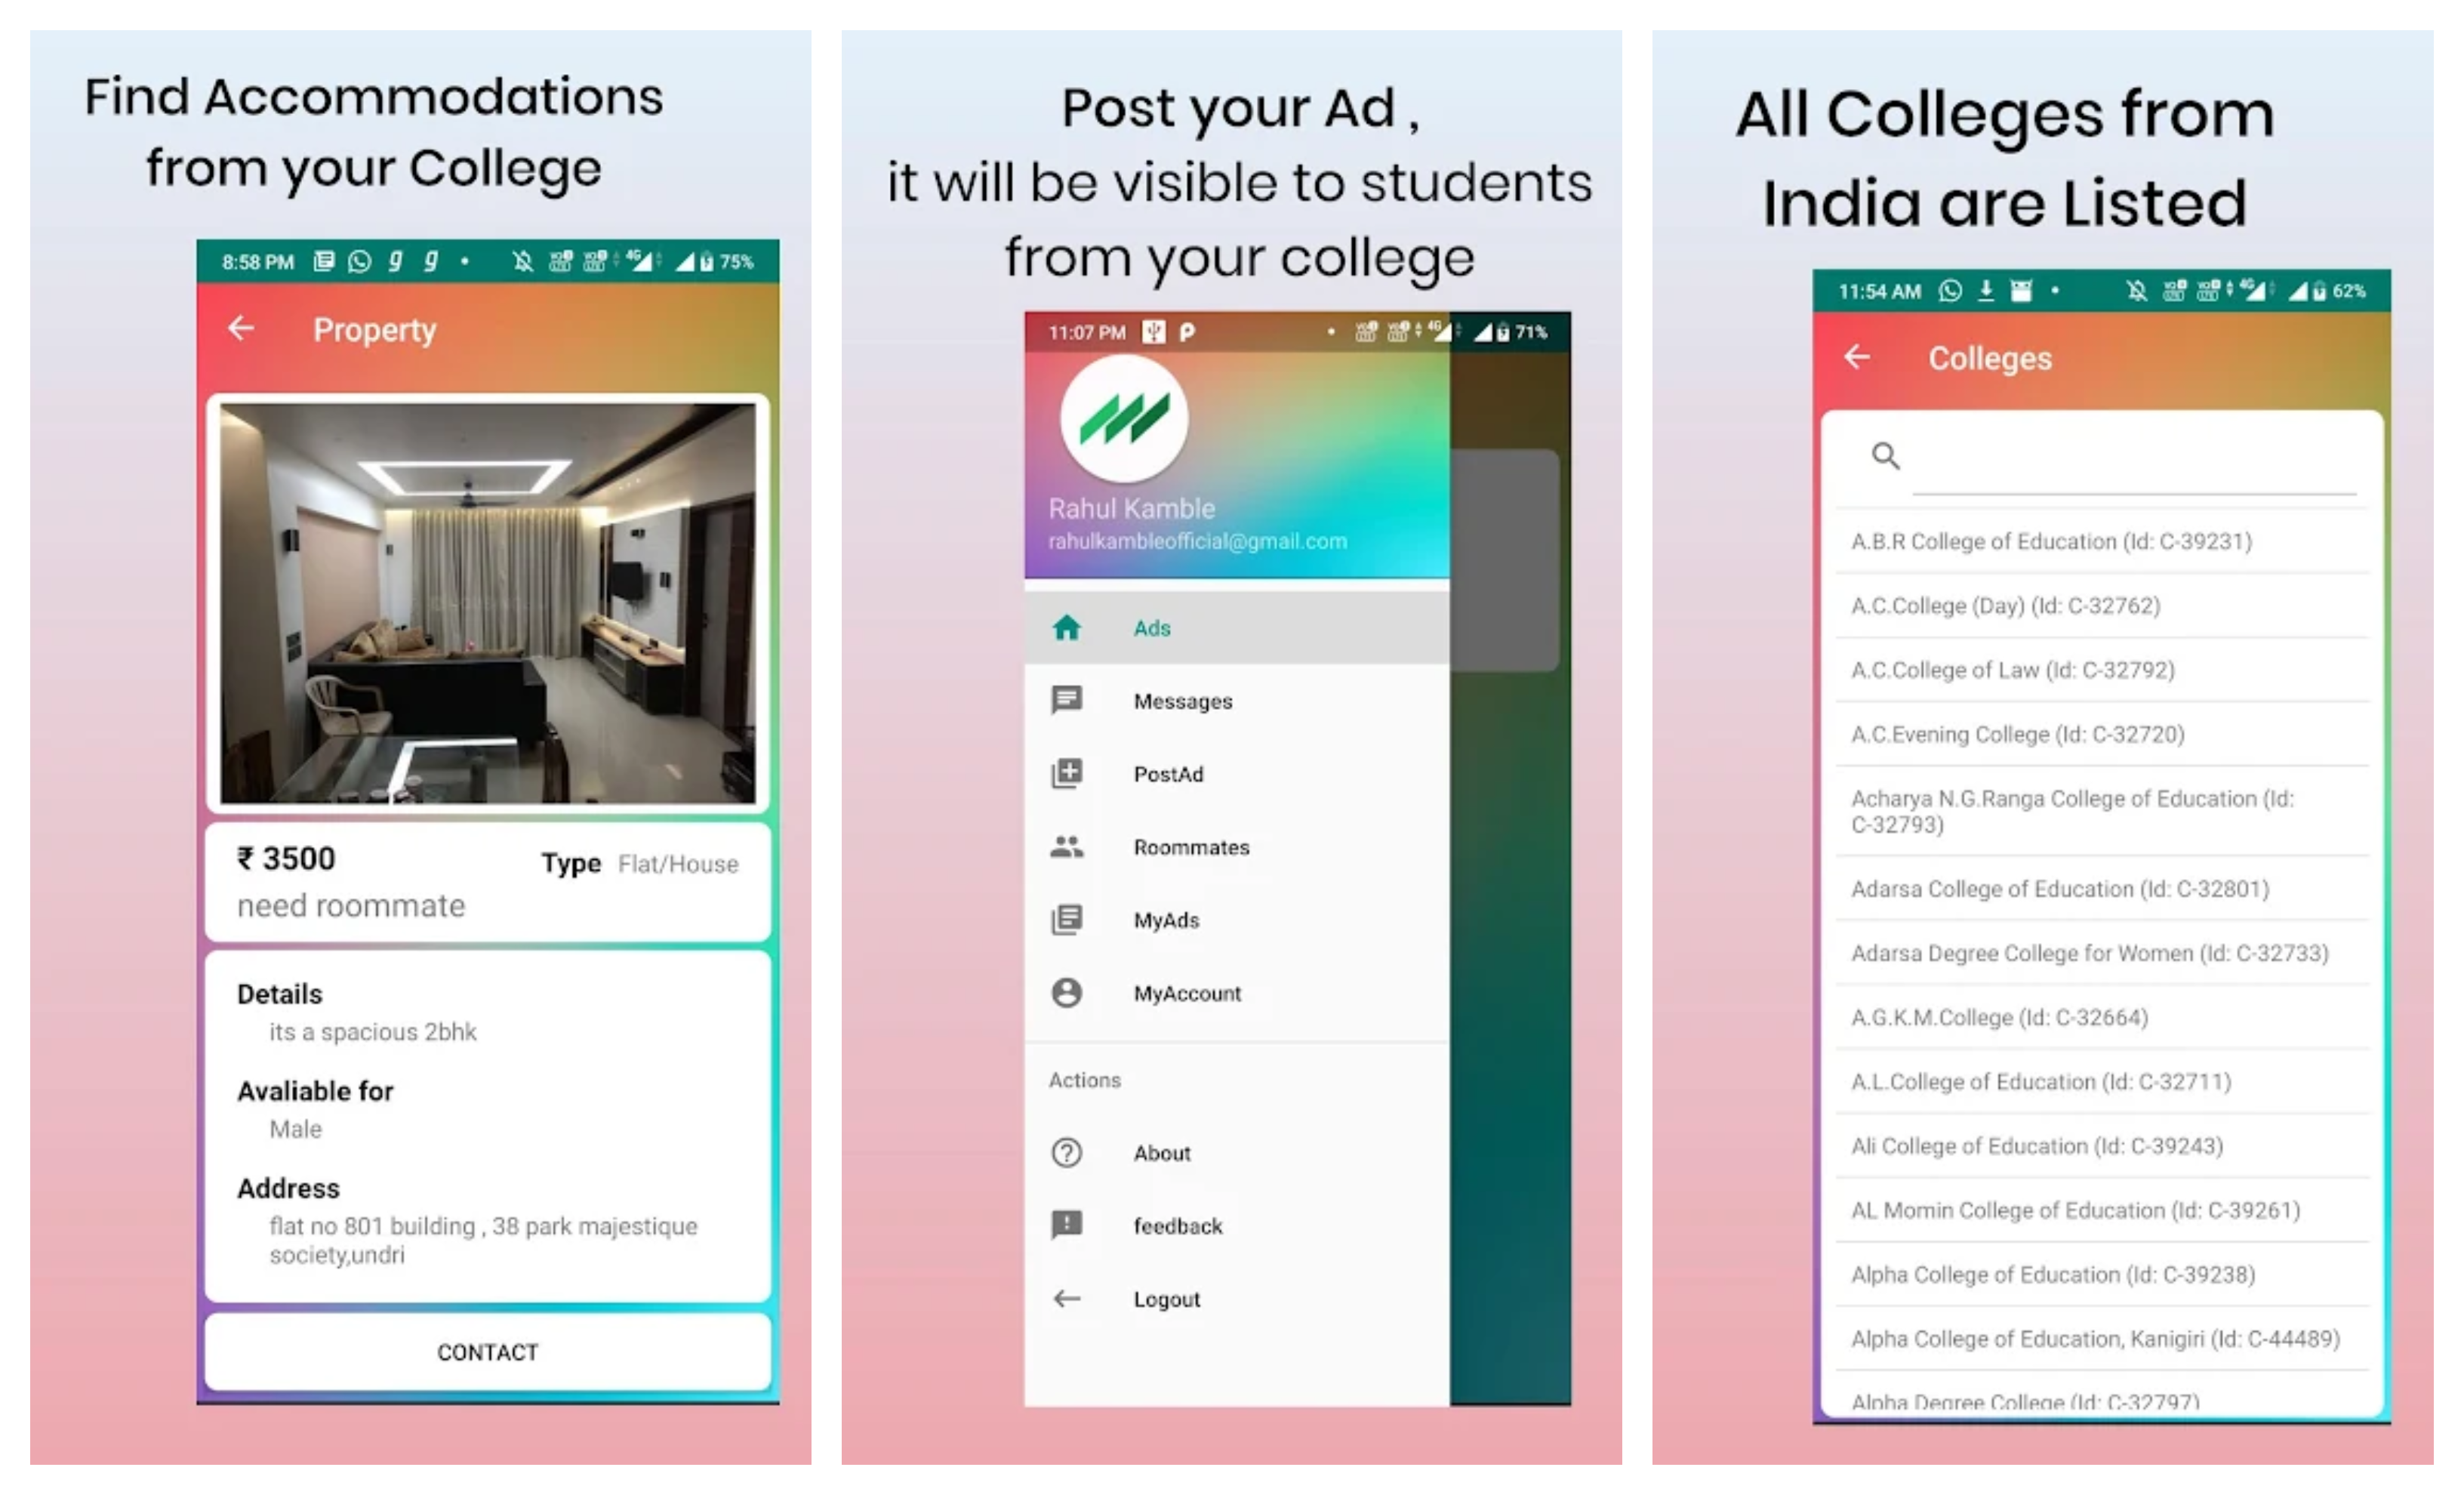 Find Accommodations
from your College
8:58 PM g g 4G 75%
Property
₹ 3500
Type Flat/House
need roommate
Details
its a spacious 2bhk
Avaliable for
Male
Address
flat no 801 building , 38 park majestique
society,undri
CONTACT
Post your Ad ,
it will be visible to students
from your college
11:07 PM 4G 71%
Rahul Kamble
rahulkambleofficial@gmail.com
Ads
Messages
PostAd
Roommates
MyAds
MyAccount
Actions
About
feedback
Logout
All Colleges from
India are Listed
11:54 AM 4G 62%
Colleges
A.B.R College of Education (Id: C-39231)
A.C.College (Day) (Id: C-32762)
A.C.College of Law (Id: C-32792)
A.C.Evening College (Id: C-32720)
Acharya N.G.Ranga College of Education (Id:
C-32793)
Adarsa College of Education (Id: C-32801)
Adarsa Degree College for Women (Id: C-32733)
A.G.K.M.College (Id: C-32664)
A.L.College of Education (Id: C-32711)
Ali College of Education (Id: C-39243)
AL Momin College of Education (Id: C-39261)
Alpha College of Education (Id: C-39238)
Alpha College of Education, Kanigiri (Id: C-44489)
Alpha Degree College (Id: C-32797)